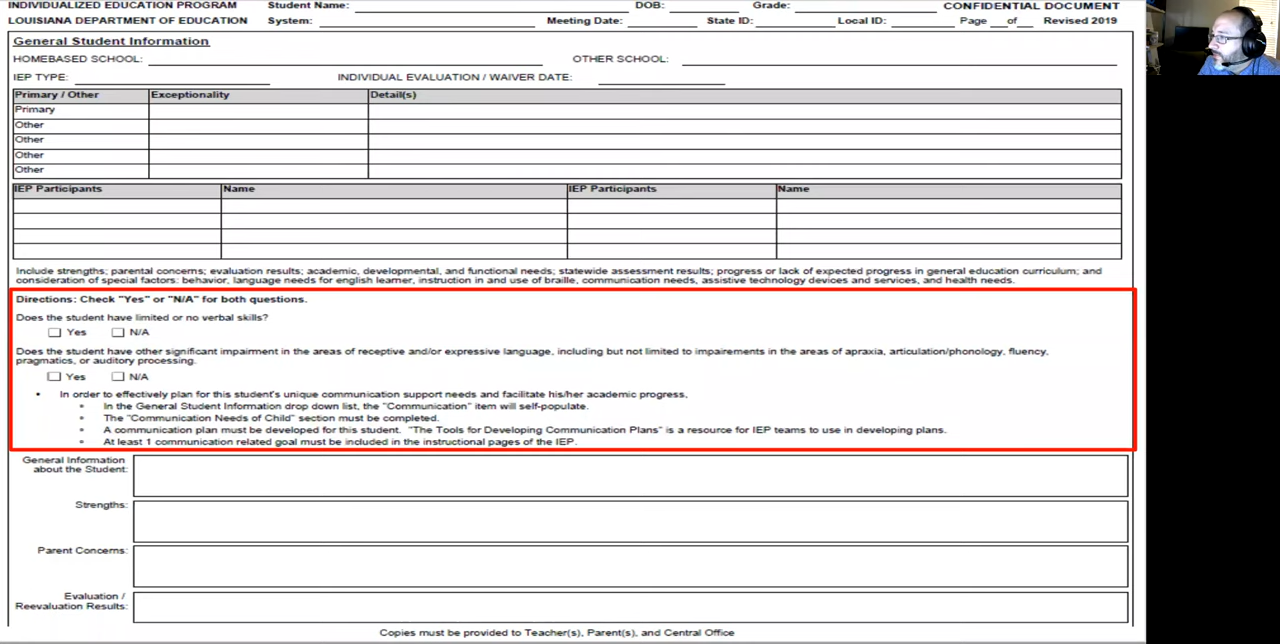 INDIVIDUALIZED EDUCATION PROGRAM Student Name: DOB: Grade: CONFIDENTIAL DOCUMENT
LOUISIANA DEPARTMENT OF EDUCATION System: Meeting Date: State ID: Local ID: Page of Revised 2019
General Student Information
HOMEBASED SCHOOL: OTHER SCHOOL:
IEP TYPE: INDIVIDUAL EVALUATION / WAIVER DATE:
Primary / Other Exceptionality Detail(s)
Primary
Other
Other
Other
Other
IEP Participants Name IEP Participants Name
Include strengths; parental concerns; evaluation results; academic, developmental, and functional needs; statewide assessment results; progress or lack of expected progress in general education curriculum; and
consideration of special factors: behavior, language needs for english learner, instruction in and use of braille, communication needs, assistive technology devices and services, and health needs.
Directions: Check "Yes" or "N/A" for both questions.
Does the student have limited or no verbal skills?
Yes N/A
Does the student have other significant impairment in the areas of receptive and/or expressive language, including but not limited to impairements in the areas of apraxia, articulation/phonology, fluency,
pragmatics, or auditory processing.
Yes N/A
• In order to effectively plan for this student's unique communication support needs and facilitate his/her academic progress,
▪ In the General Student Information drop down list, the "Communication" item will self-populate.
▪ The "Communication Needs of Child" section must be completed.
▪ A communication plan must be developed for this student. "The Tools for Developing Communication Plans" is a resource for IEP teams to use in developing plans.
▪ At least 1 communication related goal must be included in the instructional pages of the IEP.
General Information
about the Student:
Strengths:
Parent Concerns:
Evaluation /
Reevaluation Results:
Copies must be provided to Teacher(s), Parent(s), and Central Office